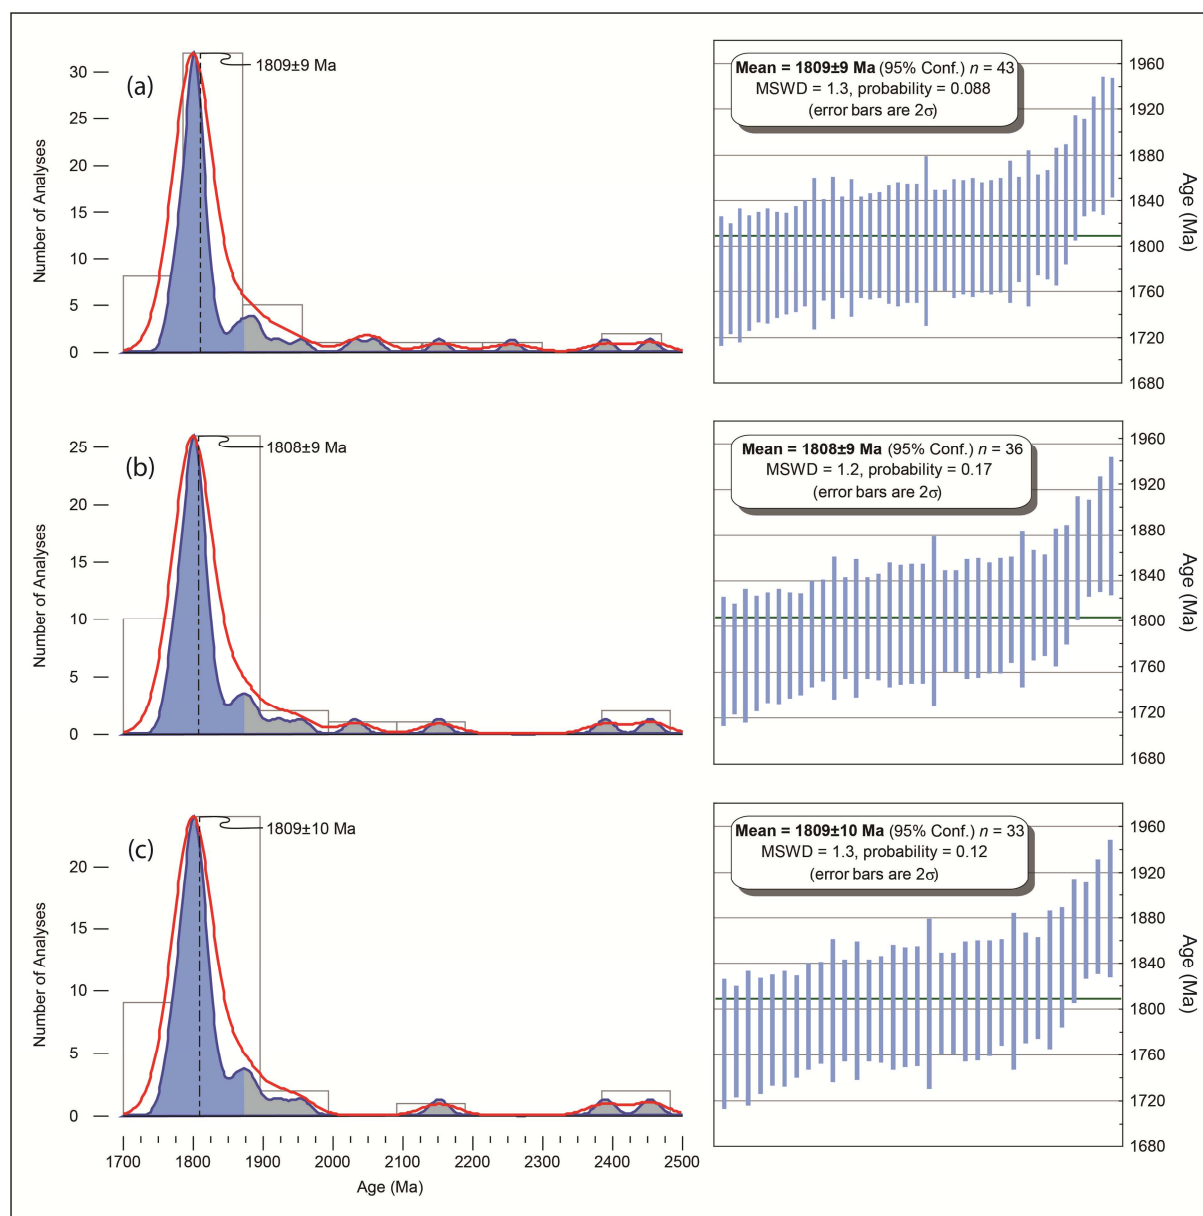 (a)
1809±9 Ma
Number of Analyses
30
25
20
15
10
5
0
Mean = 1809±9 Ma (95% Conf.) n = 43
MSWD = 1.3, probability = 0.088
(error bars are 2σ)
1960
1920
1880
1840
1800
1760
1720
1680
Age (Ma)
(b)
1808±9 Ma
Number of Analyses
25
20
15
10
5
0
Mean = 1808±9 Ma (95% Conf.) n = 36
MSWD = 1.2, probability = 0.17
(error bars are 2σ)
1960
1920
1880
1840
1800
1760
1720
1680
Age (Ma)
(c)
1809±10 Ma
Number of Analyses
20
15
10
5
0
1700 1800 1900 2000 2100 2200 2300 2400 2500
Age (Ma)
Mean = 1809±10 Ma (95% Conf.) n = 33
MSWD = 1.3, probability = 0.12
(error bars are 2σ)
1960
1920
1880
1840
1800
1760
1720
1680
Age (Ma)